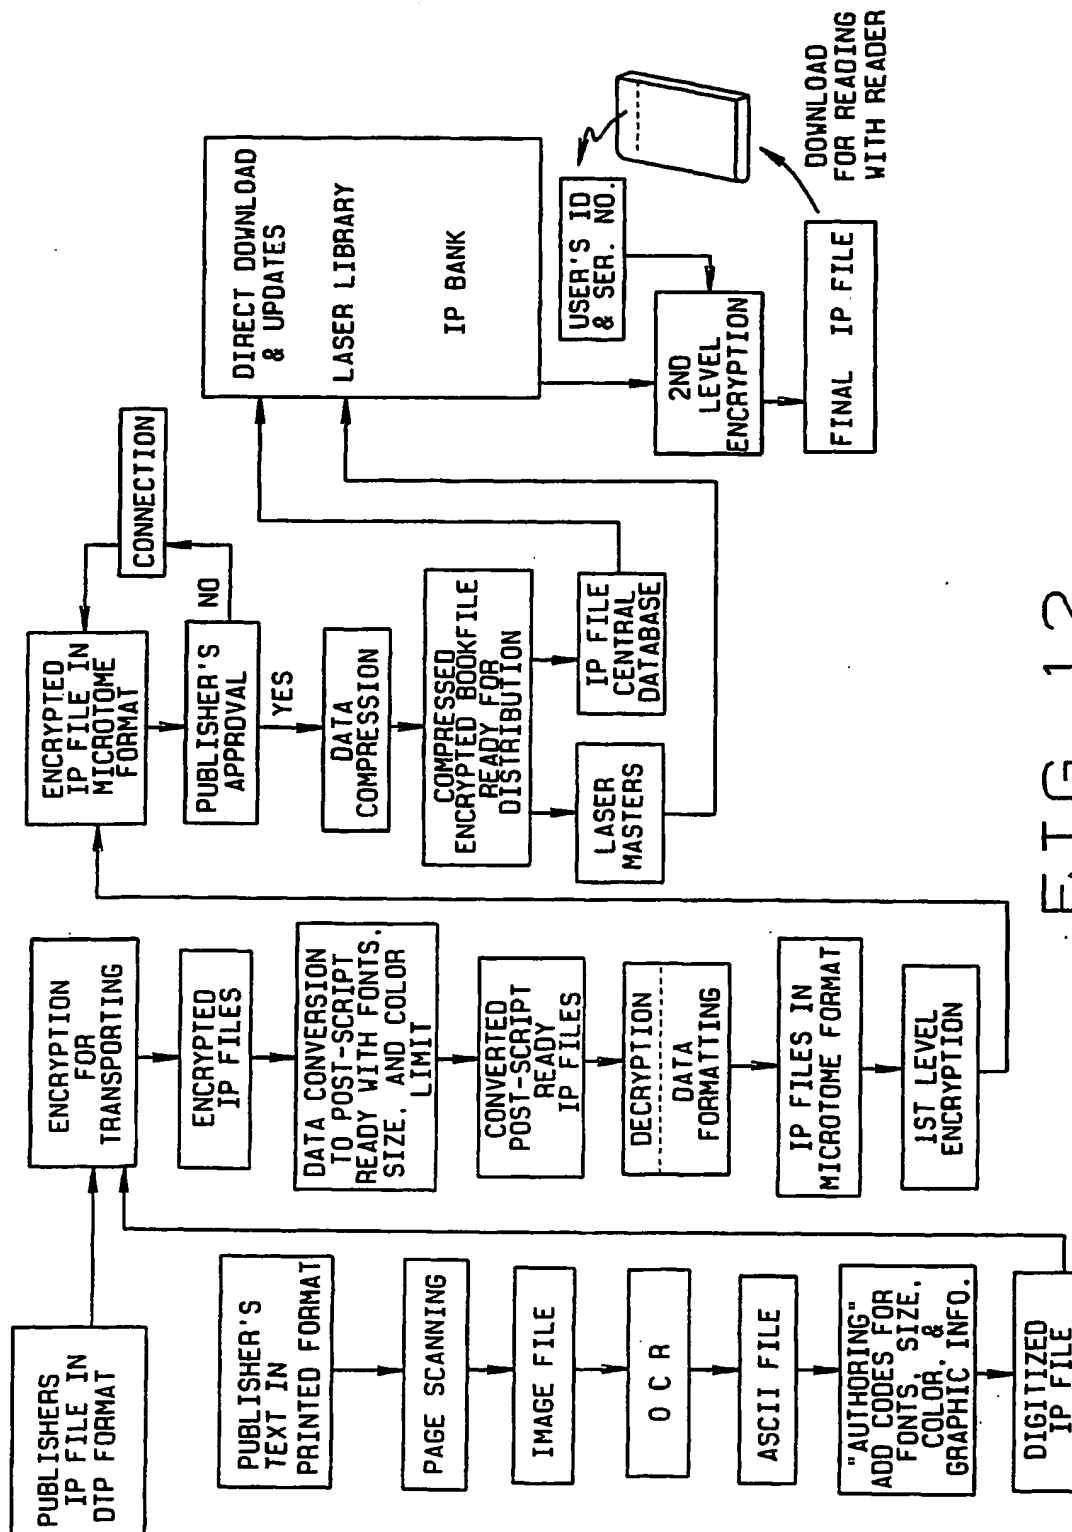 PUBLISHERS
IP FILE IN
DTP FORMAT
PUBLISHER'S
TEXT IN
PRINTED FORMAT
PAGE SCANNING
IMAGE FILE
O C R
ASCII FILE
"AUTHORING"
ADD CODES FOR
FONTS, SIZE,
COLOR, &
GRAPHIC INFO.
DIGITIZED
IP FILE
ENCRYPTION
FOR
TRANSPORTING
ENCRYPTED
IP FILES
DATA CONVERSION
TO POST-SCRIPT
READY WITH FONTS,
SIZE, AND COLOR
LIMIT
CONVERTED
POST-SCRIPT
READY
IP FILES
DECRYPTION
DATA
FORMATTING
IP FILES IN
MICROTOME FORMAT
1ST LEVEL
ENCRYPTION
ENCRYPTED
IP FILE IN
MICROTOME
FORMAT
CONNECTION
PUBLISHER'S
APPROVAL
NO
YES
DATA
COMPRESSION
COMPRESSED
ENCRYPTED BOOKFILE
READY FOR
DISTRIBUTION
LASER
MASTERS
IP FILE
CENTRAL
DATABASE
DIRECT DOWNLOAD
& UPDATES
LASER LIBRARY
IP BANK
USER'S ID
& SER. NO.
2ND
LEVEL
ENCRYPTION
FINAL IP FILE
DOWNLOAD
FOR READING
WITH READER
FIG. 12